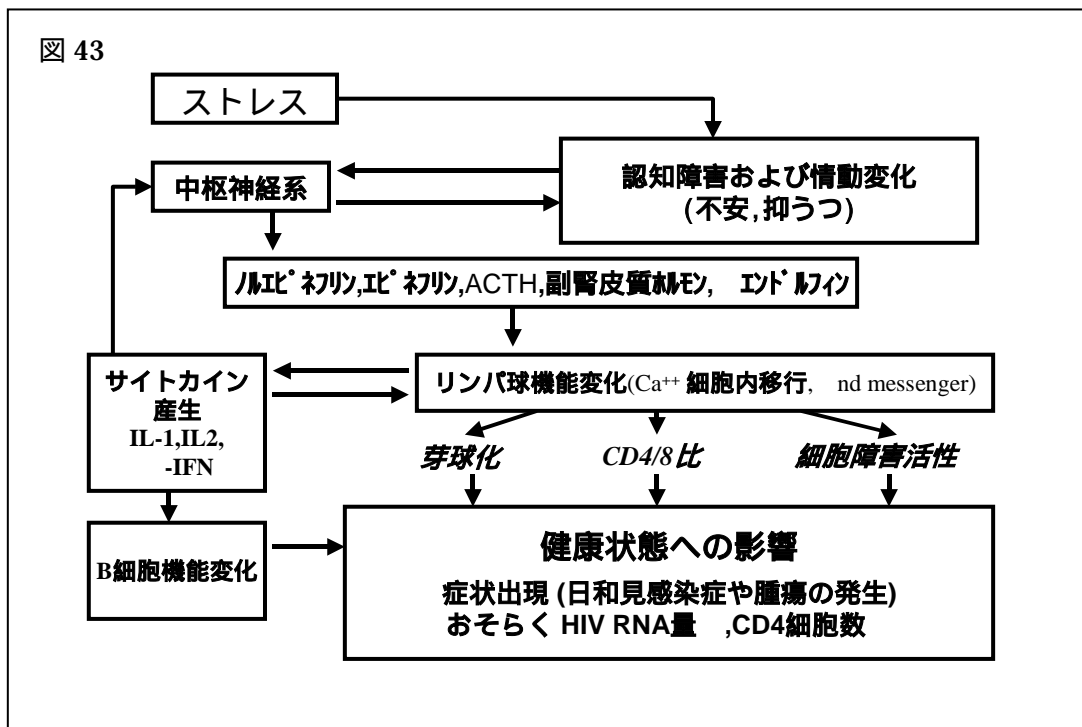 図 43
ストレス
認知障害および情動変化
(不安,抑うつ)
中枢神経系
ﾉﾙｴﾋﾟﾈﾌﾘﾝ,ｴﾋﾟﾈﾌﾘﾝ,ACTH,副腎皮質ﾎﾙﾓﾝ, ｴﾝﾄﾞﾙﾌｨﾝ
サイトカイン
産生
IL-1,IL2,
-IFN
リンパ球機能変化(Ca⁺⁺ 細胞内移行, nd messenger)
芽球化 CD4/8比 細胞障害活性
B細胞機能変化
健康状態への影響
症状出現 (日和見感染症や腫瘍の発生)
おそらく HIV RNA量 ,CD4細胞数